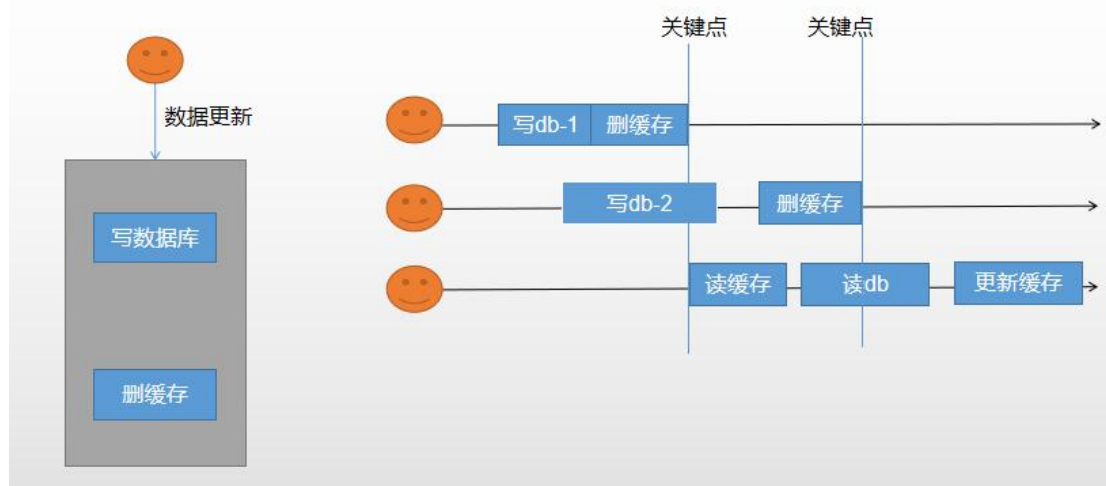 数据更新
写数据库
删缓存
关键点
关键点
写db-1
删缓存
写db-2
删缓存
读缓存
读db
更新缓存